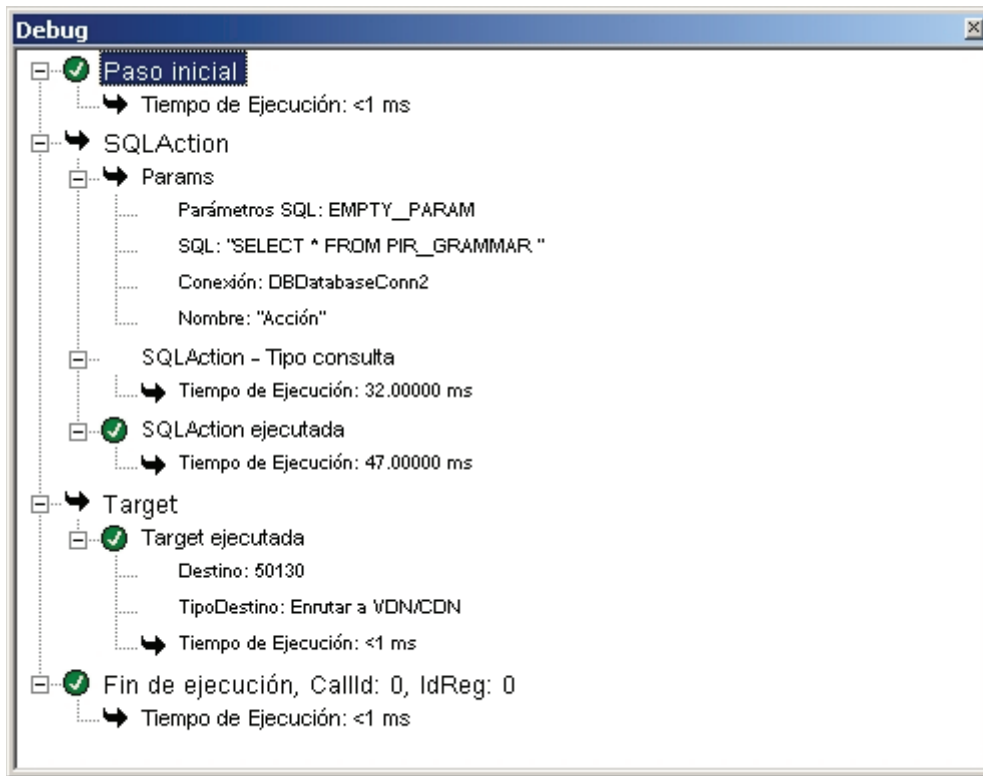 Debug
Paso inicial
Tiempo de Ejecución: <1 ms
SQLAction
Params
Parámetros SQL: EMPTY_PARAM
SQL: "SELECT * FROM PIR_GRAMMAR "
Conexión: DBDatabaseConn2
Nombre: "Acción"
SQLAction - Tipo consulta
Tiempo de Ejecución: 32.00000 ms
SQLAction ejecutada
Tiempo de Ejecución: 47.00000 ms
Target
Target ejecutada
Destino: 50130
TipoDestino: Enrutar a VDN/CDN
Tiempo de Ejecución: <1 ms
Fin de ejecución, CallId: 0, IdReg: 0
Tiempo de Ejecución: <1 ms